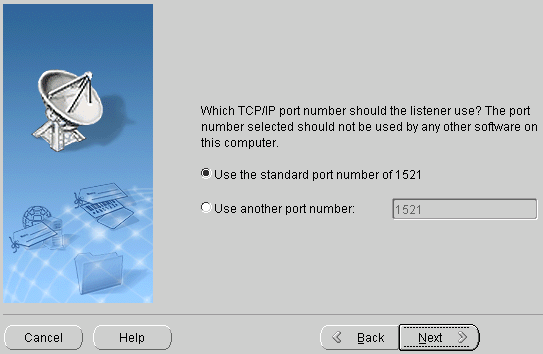 Which TCP/IP port number should the listener use? The port
number selected should not be used by any other software on
this computer.
Use the standard port number of 1521
Use another port number:
1521
Cancel
Help
Back
Next